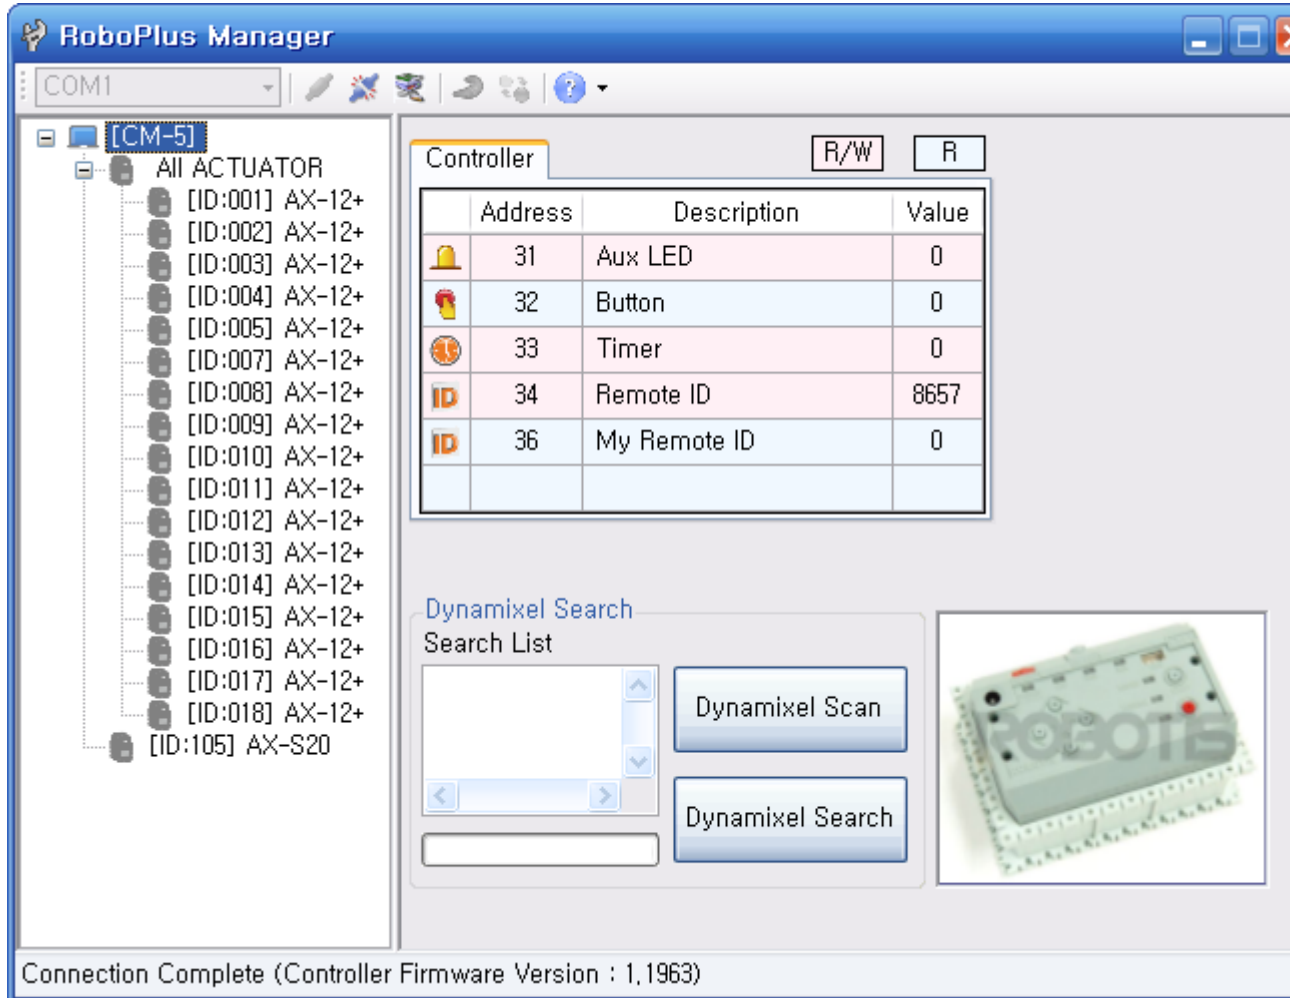 RoboPlus Manager
COM1
[CM-5]
All ACTUATOR
[ID:001] AX-12+
[ID:002] AX-12+
[ID:003] AX-12+
[ID:004] AX-12+
[ID:005] AX-12+
[ID:007] AX-12+
[ID:008] AX-12+
[ID:009] AX-12+
[ID:010] AX-12+
[ID:011] AX-12+
[ID:012] AX-12+
[ID:013] AX-12+
[ID:014] AX-12+
[ID:015] AX-12+
[ID:016] AX-12+
[ID:017] AX-12+
[ID:018] AX-12+
[ID:105] AX-S20
Controller R/W R
Address Description Value
31 Aux LED 0
32 Button 0
33 Timer 0
ID 34 Remote ID 8657
ID 36 My Remote ID 0
Dynamixel Search
Search List
Dynamixel Scan
Dynamixel Search
ROBOTIS
Connection Complete (Controller Firmware Version : 1,1963)